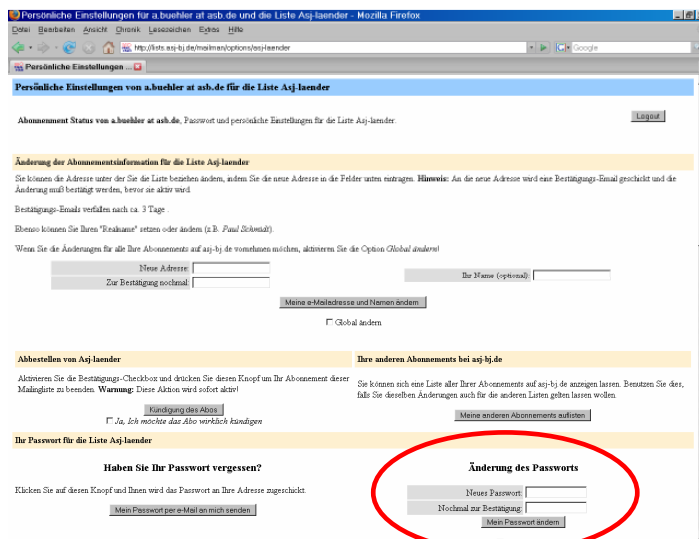 Persönliche Einstellungen für a.buehler at asb.de und die Liste Asj-laender - Mozilla Firefox
Datei Bearbeiten Ansicht Chronik Lesezeichen Extras Hilfe
http://lists.asj-bj.de/mailman/options/asj-laender
Google
Persönliche Einstellungen ...
Persönliche Einstellungen von a.buehler at asb.de für die Liste Asj-laender
Abonnenment Status von a.buehler at asb.de, Passwort und persönliche Einstellungen für die Liste Asj-laender.
Logout
Änderung der Abonnementsinformation für die Liste Asj-laender
Sie können die Adresse unter der Sie die Liste beziehen ändern, indem Sie die neue Adresse in die Felder unten eintragen. Hinweis: An die neue Adresse wird eine Bestätigungs-Email geschickt und die
Änderung muß bestätigt werden, bevor sie aktiv wird.
Bestätigungs-Emails verfallen nach ca. 3 Tage .
Ebenso können Sie Ihren "Realname" setzen oder ändern (z.B. Paul Schmidt).
Wenn Sie die Änderungen für alle Ihre Abonnements auf asj-bj.de vornehmen möchen, aktivieren Sie die Option Global ändern!
Neue Adresse:
Ihr Name (optional):
Zur Bestätigung nochmal:
Meine e-Mailadresse und Namen ändern
Global ändern
Abbestellen von Asj-laender
Aktivieren Sie die Bestätigungs-Checkbox und drücken Sie diesen Knopf um Ihr Abonnement dieser
Mailingliste zu beenden. Warnung: Diese Aktion wird sofort aktiv!
Kündigung des Abos
Ja, Ich möchte das Abo wirklich kündigen
Ihre anderen Abonnements bei asj-bj.de
Sie können sich eine Liste aller Ihrer Abonnements auf asj-bj.de anzeigen lassen. Benutzen Sie dies,
falls Sie dieselben Änderungen auch für die anderen Listen gelten lassen wollen.
Meine anderen Abonnements auflisten
Ihr Passwort für die Liste Asj-laender
Haben Sie Ihr Passwort vergessen?
Klicken Sie auf diesen Knopf und Ihnen wird das Passwort an Ihre Adresse zugeschickt:
Mein Passwort per e-Mail an mich senden
Änderung des Passworts
Neues Passwort:
Nochmal zur Bestätigung:
Mein Passwort ändern